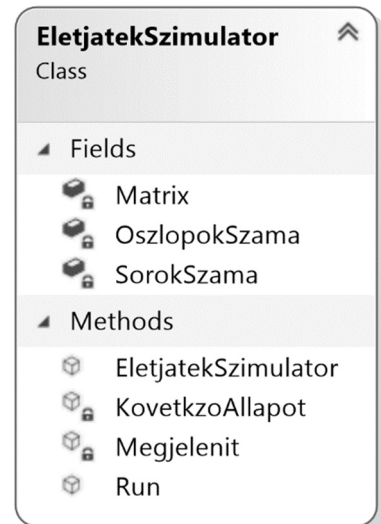 EletjatekSzimulator
Class
Fields
Matrix
OszlopokSzama
SorokSzama
Methods
EletjatekSzimulator
KovetkzoAllapot
Megjelenit
Run